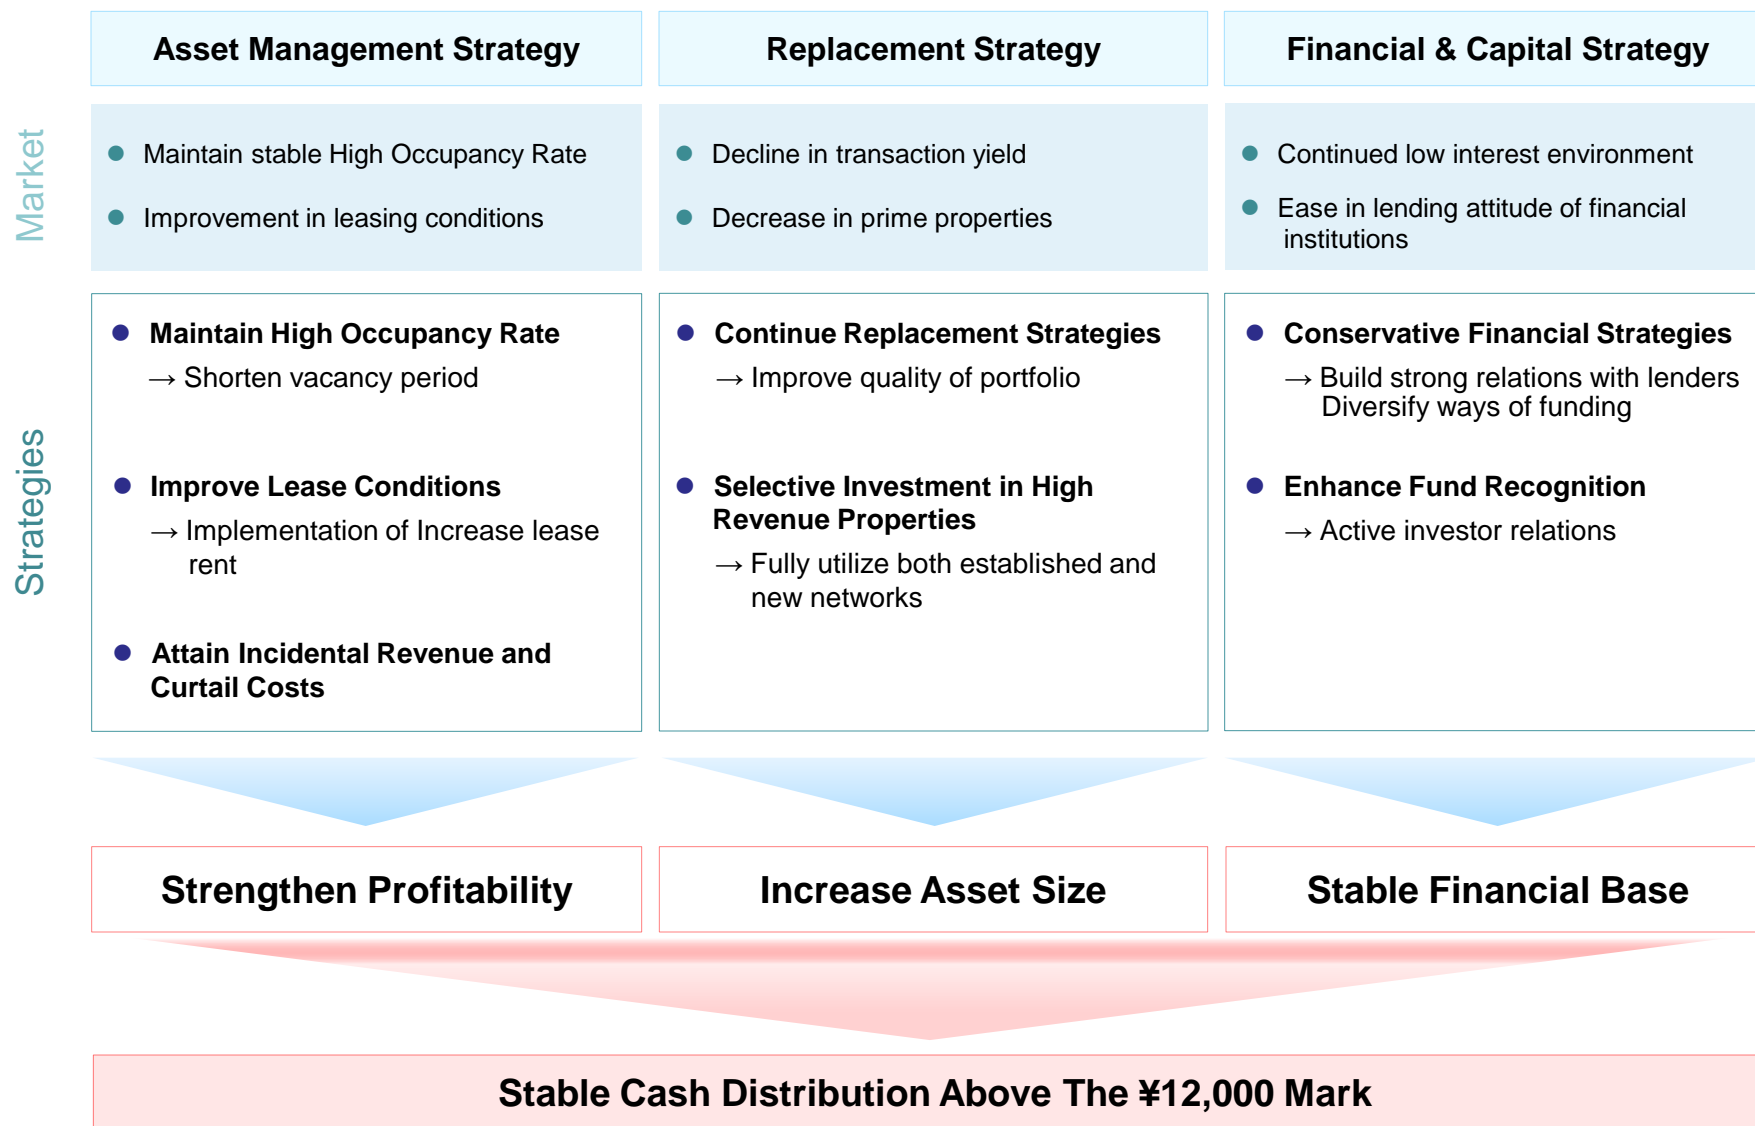 Asset Management Strategy
Replacement Strategy
Financial & Capital Strategy
Market
● Maintain stable High Occupancy Rate
● Improvement in leasing conditions
● Decline in transaction yield
● Decrease in prime properties
● Continued low interest environment
● Ease in lending attitude of financial
institutions
Strategies
● Maintain High Occupancy Rate
→ Shorten vacancy period
● Improve Lease Conditions
→ Implementation of Increase lease
rent
● Attain Incidental Revenue and
Curtail Costs
● Continue Replacement Strategies
→ Improve quality of portfolio
● Selective Investment in High
Revenue Properties
→ Fully utilize both established and
new networks
● Conservative Financial Strategies
→ Build strong relations with lenders
Diversify ways of funding
● Enhance Fund Recognition
→ Active investor relations
Strengthen Profitability
Increase Asset Size
Stable Financial Base
Stable Cash Distribution Above The ¥12,000 Mark